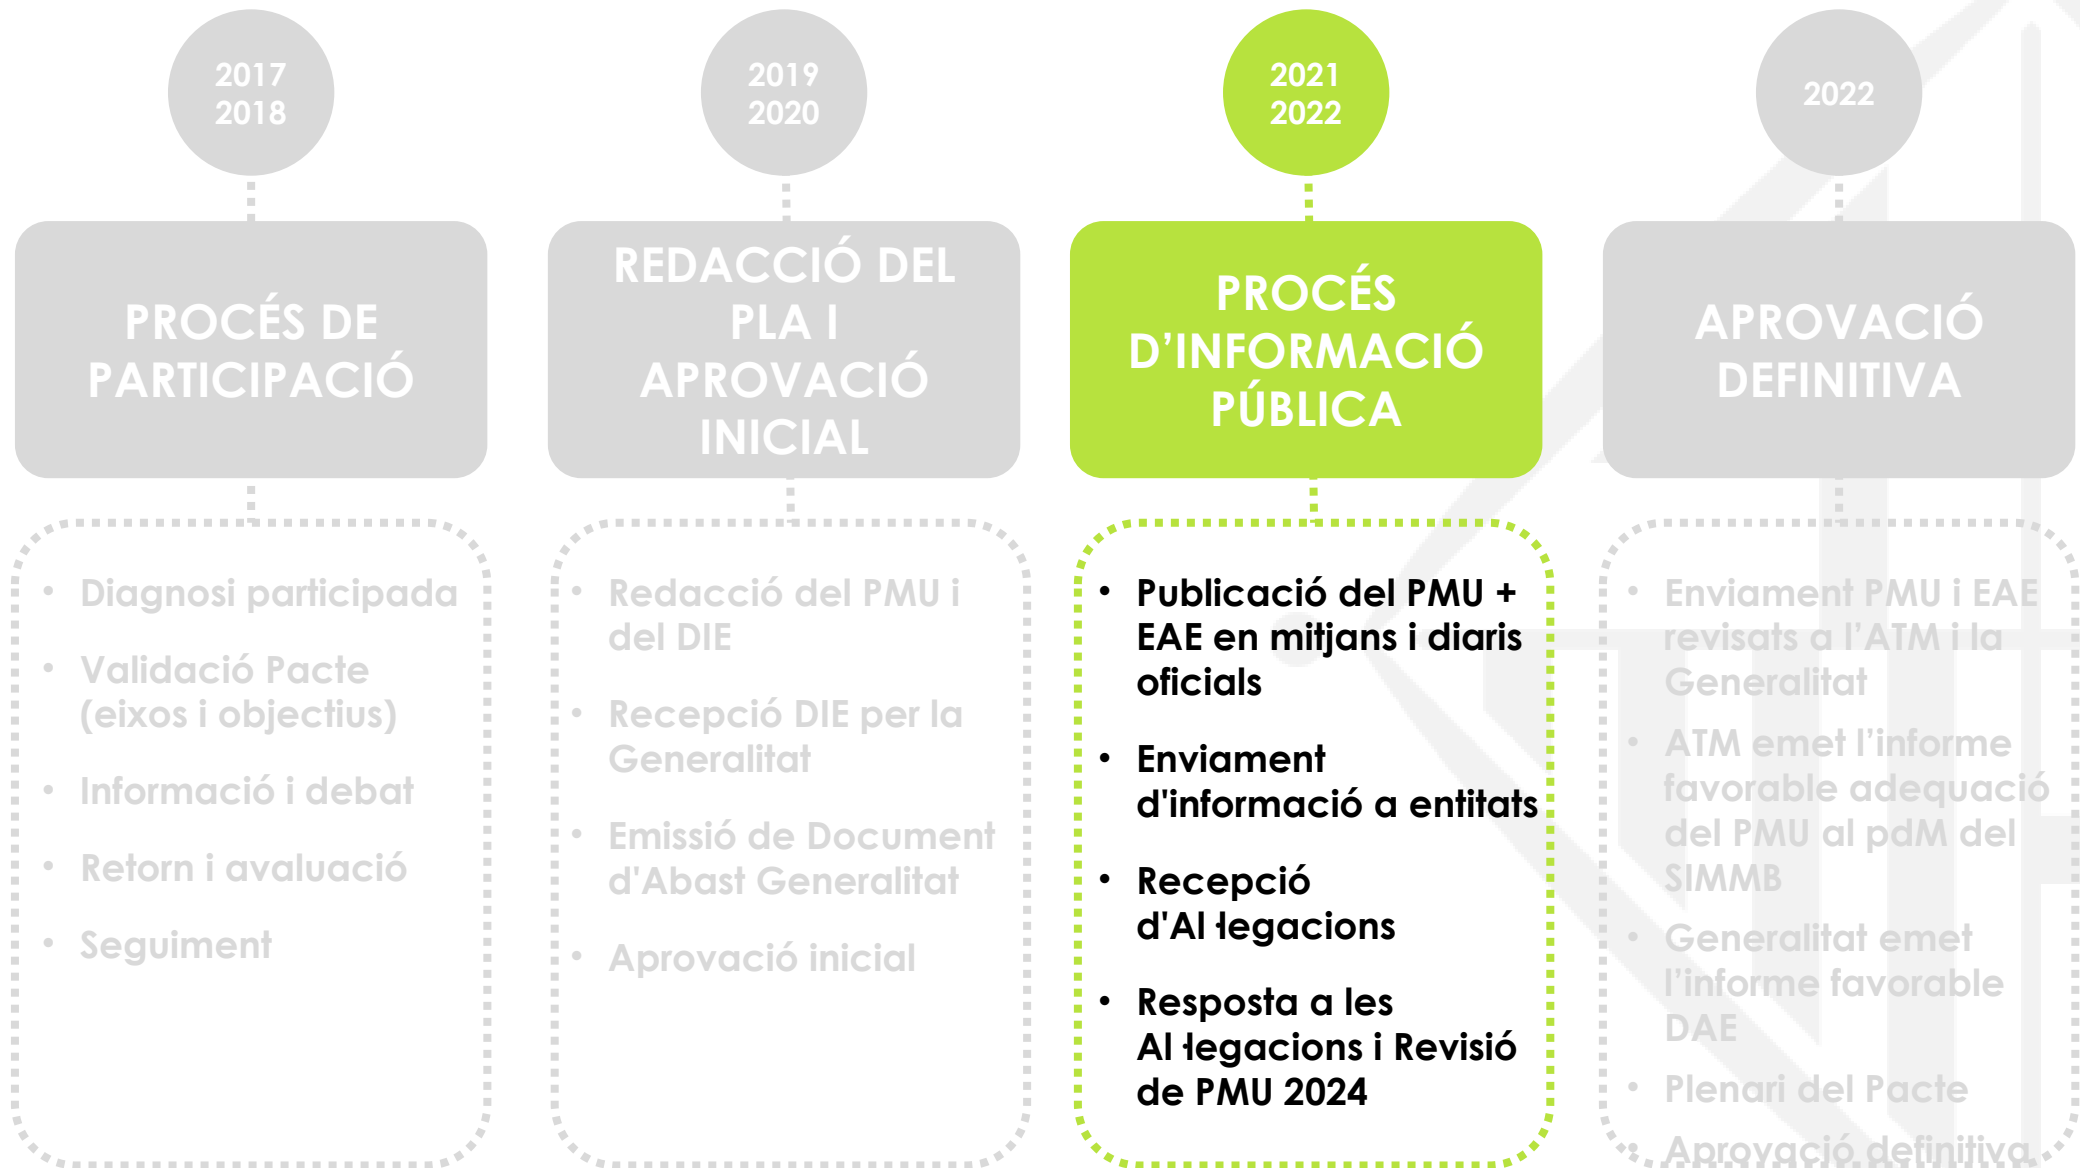 2017
2018
PROCÉS DE
PARTICIPACIÓ
• Diagnosi participada
• Validació Pacte
(eixos i objectius)
• Informació i debat
• Retorn i avaluació
• Seguiment
2019
2020
REDACCIÓ DEL
PLA I
APROVACIÓ
INICIAL
• Redacció del PMU i
del DIE
• Recepció DIE per la
Generalitat
• Emissió de Document
d'Abast Generalitat
• Aprovació inicial
2021
2022
PROCÉS
D’INFORMACIÓ
PÚBLICA
• Publicació del PMU +
EAE en mitjans i diaris
oficials
• Enviament
d'informació a entitats
• Recepció
d'Al·legacions
• Resposta a les
Al·legacions i Revisió
de PMU 2024
2022
APROVACIÓ
DEFINITIVA
• Enviament PMU i EAE
revisats a l’ATM i la
Generalitat
• ATM emet l’informe
favorable adequació
del PMU al pdM del
SIMMB
• Generalitat emet
l’informe favorable
DAE
• Plenari del Pacte
• Aprovació definitiva